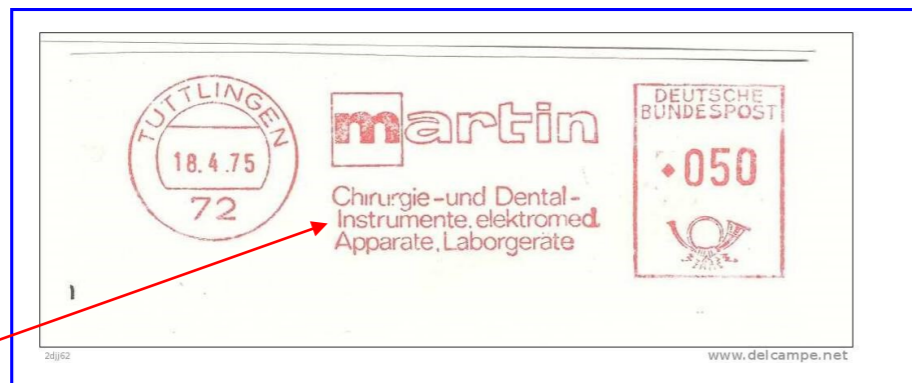 TUTTLINGEN
18.4.75
72
martin
Chirurgie-und Dental-
Instrumente, elektromed.
Apparate, Laborgeräte
DEUTSCHE
BUNDESPOST
050
2djj62
www.delcampe.net